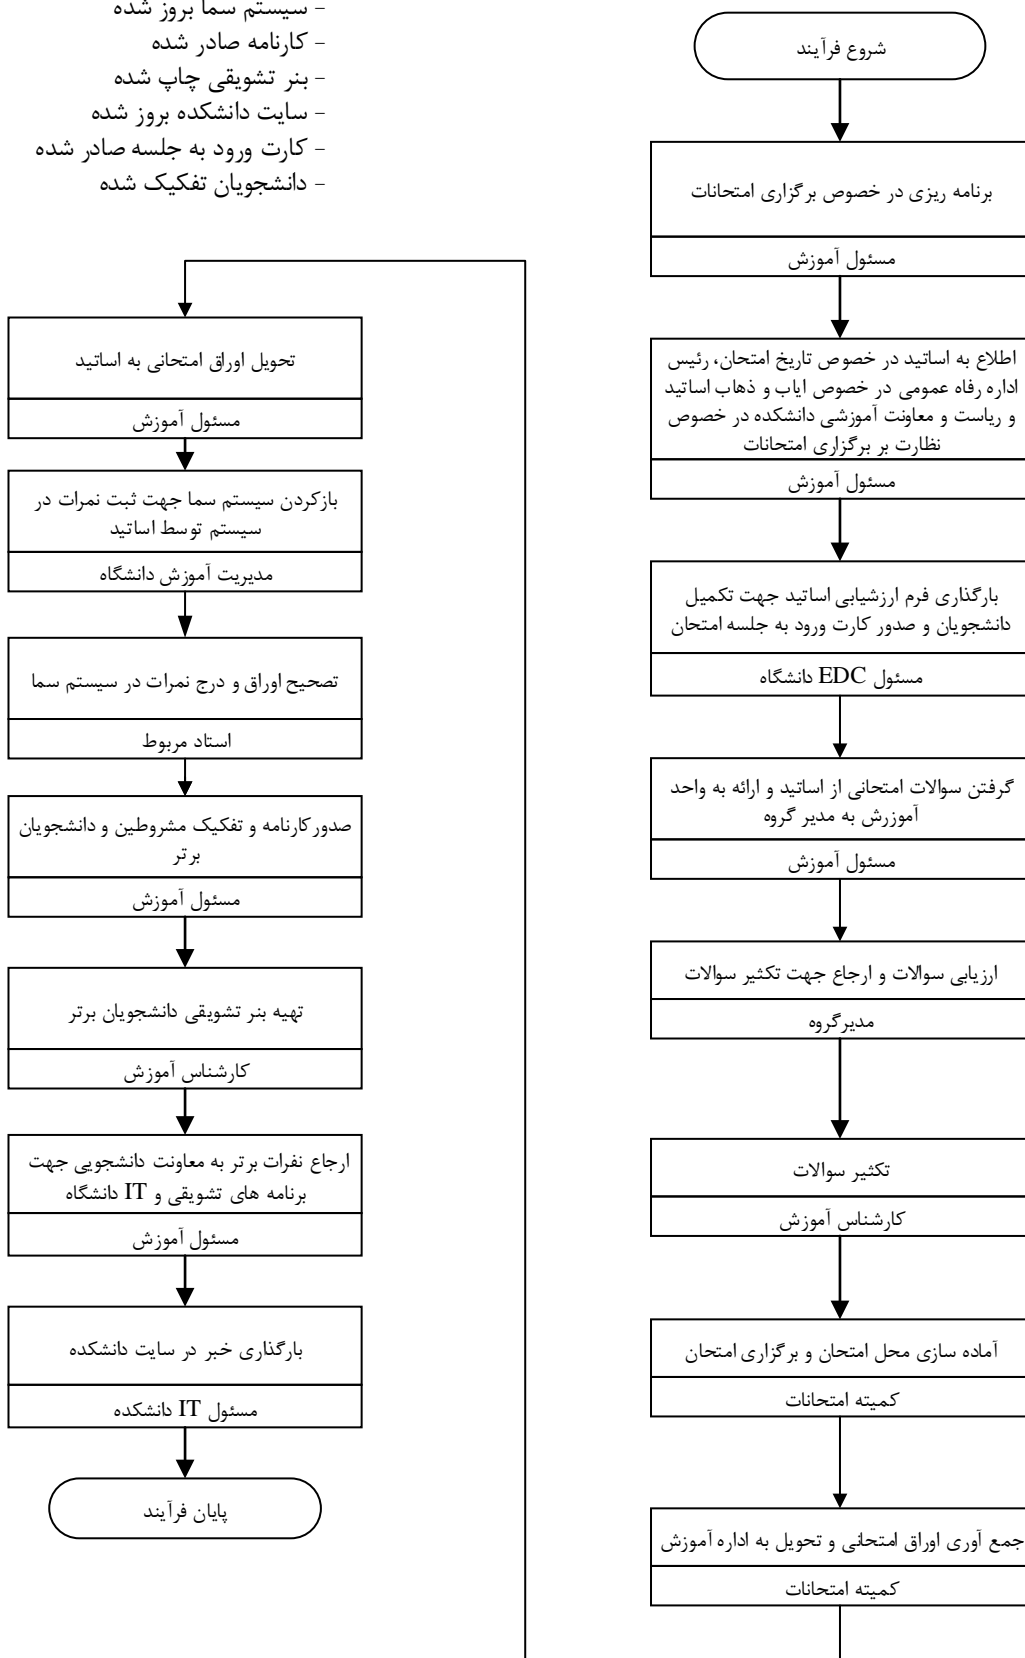 - سیستم سما بروز شده
- کارنامه صادر شده
- بنر تشویقی چاپ شده
- سایت دانشکده بروز شده
- کارت ورود به جلسه صادر شده
- دانشجویان تفکیک شده
شروع فرآیند
برنامه ریزی در خصوص برگزاری امتحانات
مسئول آموزش
اطلاع به اساتید در خصوص تاریخ امتحان، رئیس
اداره رفاه عمومی در خصوص ایاب و ذهاب اساتید
و ریاست و معاونت آموزشی دانشکده در خصوص
نظارت بر برگزاری امتحانات
مسئول آموزش
بارگذاری فرم ارزشیابی اساتید جهت تکمیل
دانشجویان و صدور کارت ورود به جلسه امتحان
مسئول EDC دانشگاه
گرفتن سوالات امتحانی از اساتید و ارائه به واحد
آموزرش به مدیر گروه
مسئول آموزش
ارزیابی سوالات و ارجاع جهت تکثیر سوالات
مدیرگروه
تکثیر سوالات
کارشناس آموزش
آماده سازی محل امتحان و برگزاری امتحان
کمیته امتحانات
جمع آوری اوراق امتحانی و تحویل به اداره آموزش
کمیته امتحانات
تحویل اوراق امتحانی به اساتید
مسئول آموزش
بازکردن سیستم سما جهت ثبت نمرات در
سیستم توسط اساتید
مدیریت آموزش دانشگاه
تصحیح اوراق و درج نمرات در سیستم سما
استاد مربوط
صدورکارنامه و تفکیک مشروطین و دانشجویان
برتر
مسئول آموزش
تهیه بنر تشویقی دانشجویان برتر
کارشناس آموزش
ارجاع نفرات برتر به معاونت دانشجویی جهت
برنامه های تشویقی و IT دانشگاه
مسئول آموزش
بارگذاری خبر در سایت دانشکده
مسئول IT دانشکده
پایان فرآیند